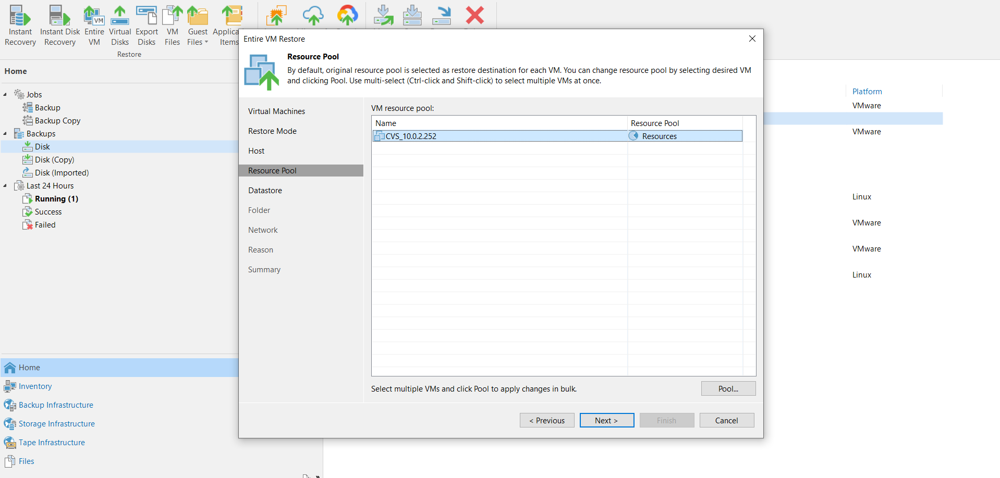 Instant Recovery
Instant Disk Recovery
Entire VM
Virtual Disks
Export Disks
VM Files
Guest Files
Applica
Items
Restore
VM
Home
Jobs
Backup
Backup Copy
Backups
Disk
Disk (Copy)
Disk (Imported)
Last 24 Hours
Running (1)
Success
Failed
Home
Inventory
Backup Infrastructure
Storage Infrastructure
Tape Infrastructure
Files
»
Entire VM Restore
Resource Pool
By default, original resource pool is selected as restore destination for each VM. You can change resource pool by selecting desired VM
and clicking Pool. Use multi-select (Ctrl-click and Shift-click) to select multiple VMs at once.
Virtual Machines
Restore Mode
Host
Resource Pool
Datastore
Folder
Network
Reason
Summary
VM resource pool:
Name Resource Pool
CVS_10.0.2.252 Resources
Select multiple VMs and click Pool to apply changes in bulk.
Pool...
< Previous
Next >
Finish
Cancel
Platform
VMware
VMware
Linux
VMware
VMware
Linux